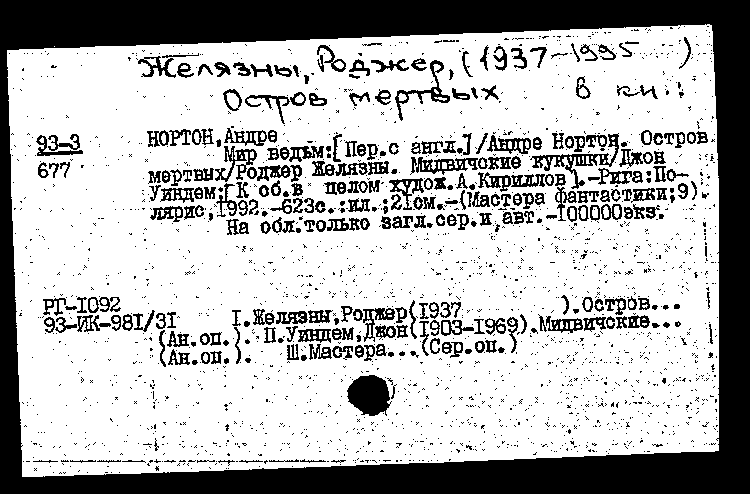 Желязны, Роджер, (1937-1995 )
Остров мертвых в кн.:
93-3
677
НОРТОН,Андре
Мир ведьм:[Пер.с англ.]/Андре Нортон. Остров
мертвых/Роджер Желязны. Мидвичские кукушки/Джон
Уиндем:[К сб.в целом худож.А.Кириллов].-Рига:По-
лярис,1992.-623с.:ил.;21см.-(Мастера фантастики;9).
На обл.только загл.сер.и авт.-100000экз.
РП-1092
93-ИК-981/31
I.Желязны,Роджер(1937 ).Остров...
(Ан.оп.). П.Уиндем,Джон(1903-1969).Мидвичские...
(Ан.оп.). Ш.Мастера...(Сер.оп.)